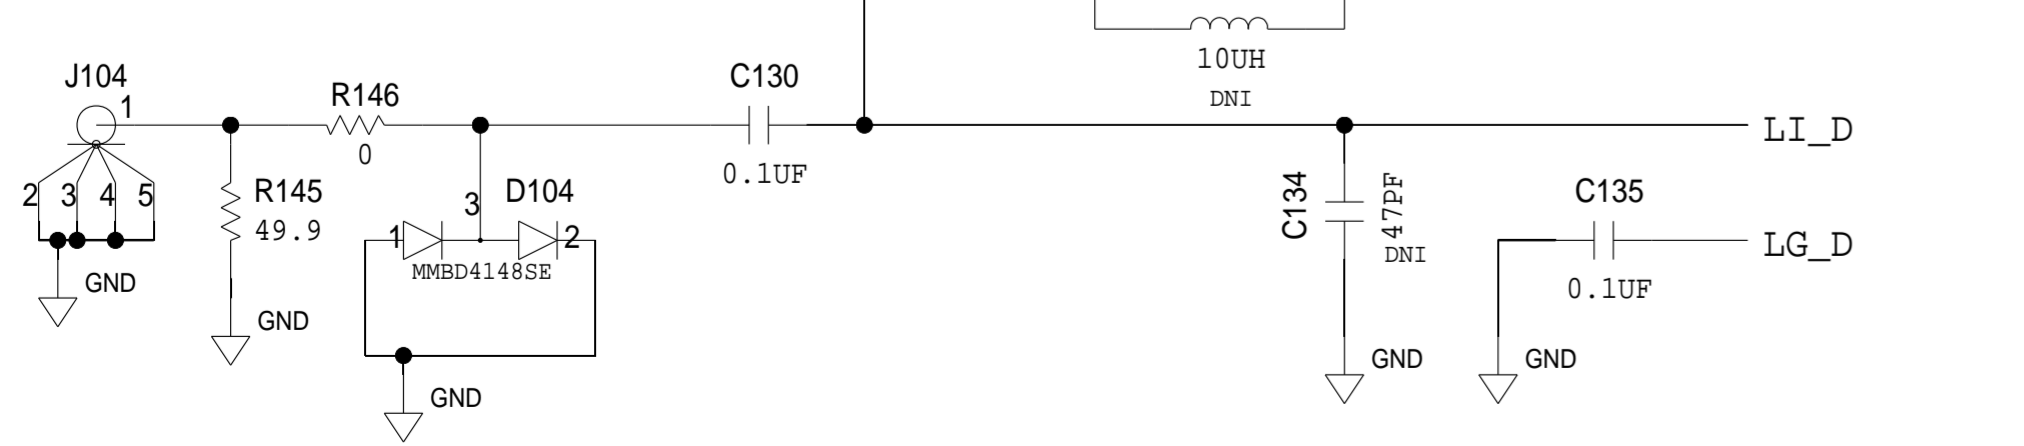 10UH
DNI
J104
1
R146
0
C130
0.1UF
LI_D
2
3
4
5
GND
R145
49.9
GND
3
D104
1
2
MMBD4148SE
GND
C134
47PF
DNI
GND
C135
0.1UF
LG_D
GND